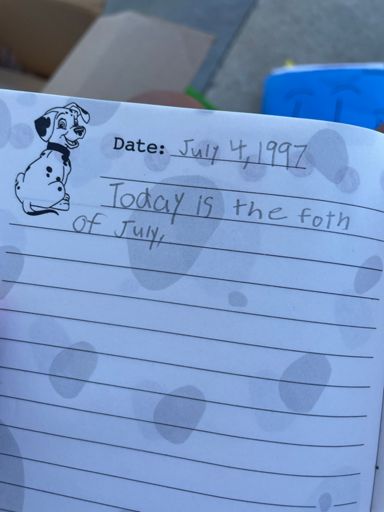 Date: July 4, 1997
Today is the foth
of July,